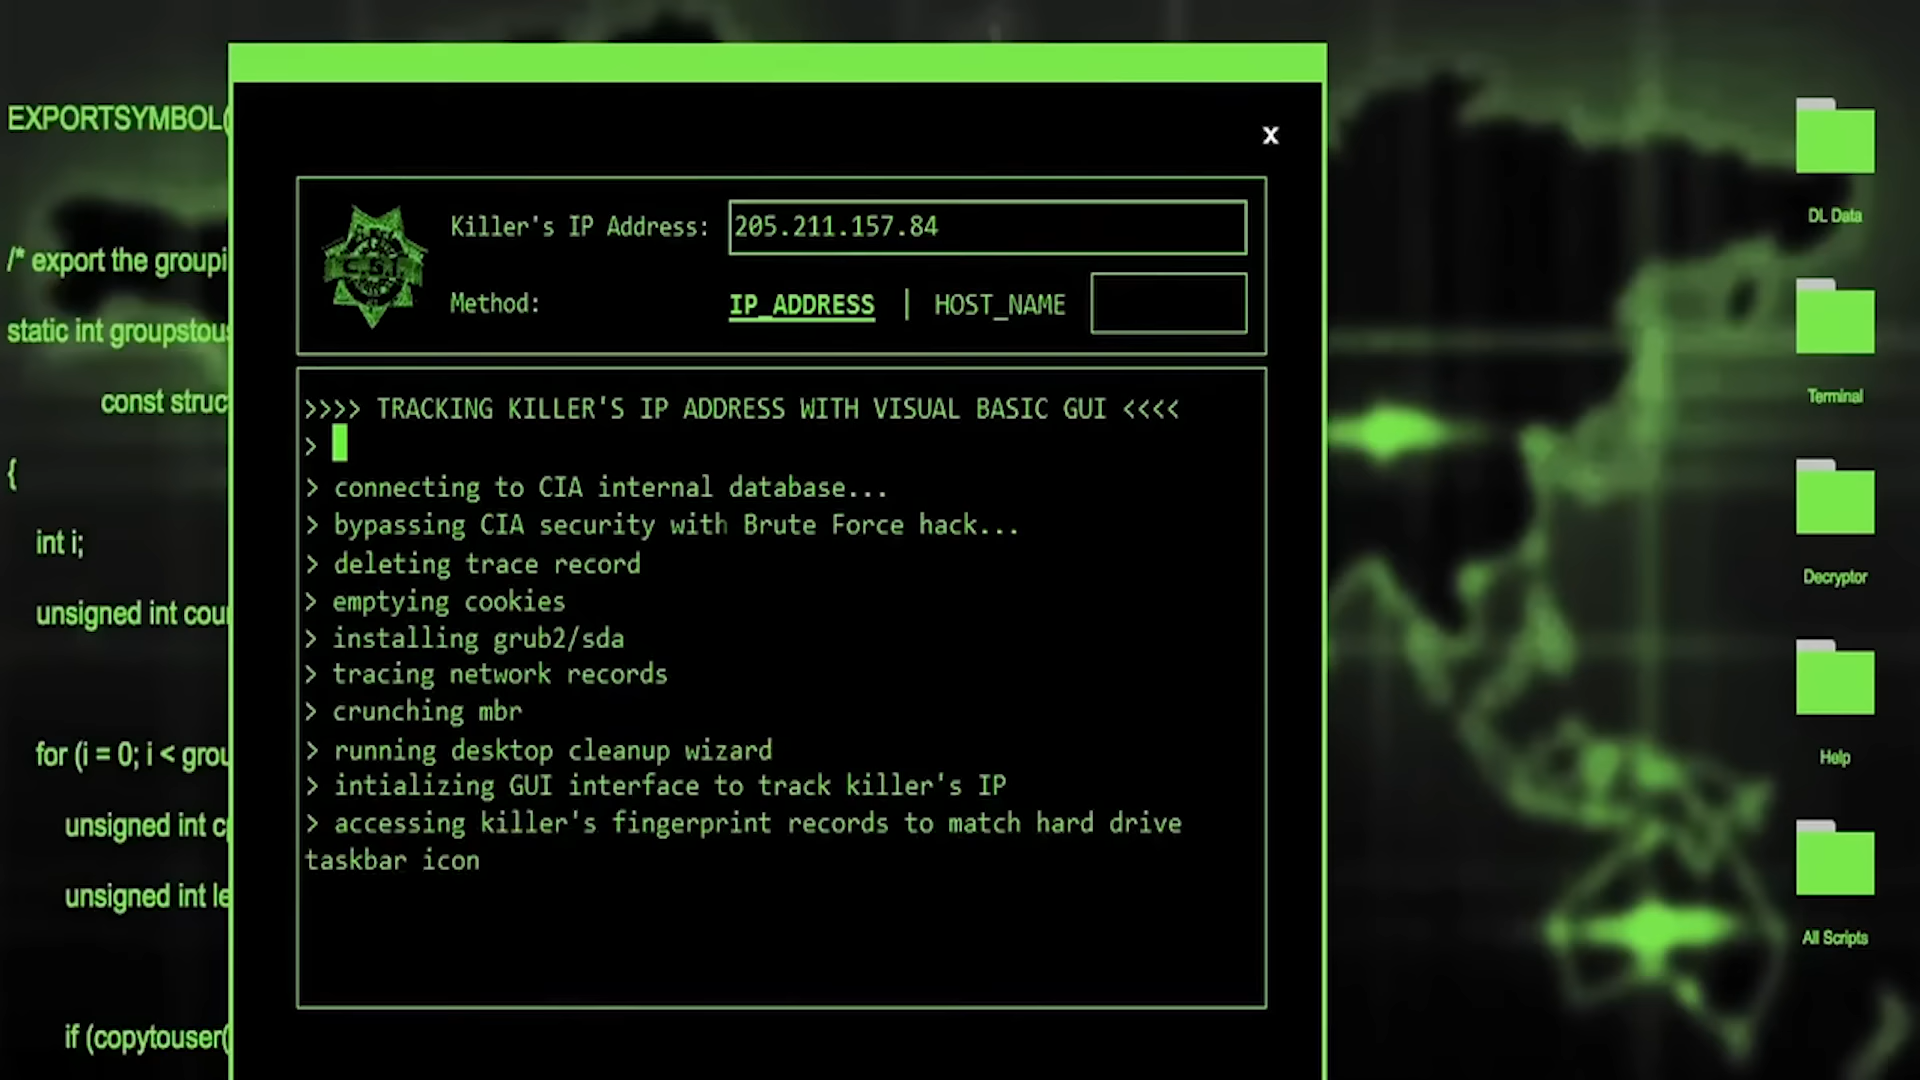 EXPORTSYMBOL(
/* export the groupi
static int groupstous
const struc
{
int i;
unsigned int cou
for (i = 0; i < grou
unsigned int cp
unsigned int le
if (copytouser(
x
C.S.I.
Killer's IP Address: 205.211.157.84
Method: IP_ADDRESS | HOST_NAME
>>>> TRACKING KILLER'S IP ADDRESS WITH VISUAL BASIC GUI <<<<
>
> connecting to CIA internal database...
> bypassing CIA security with Brute Force hack...
> deleting trace record
> emptying cookies
> installing grub2/sda
> tracing network records
> crunching mbr
> running desktop cleanup wizard
> intializing GUI interface to track killer's IP
> accessing killer's fingerprint records to match hard drive
taskbar icon
DL Data
Terminal
Decryptor
Help
All Scripts